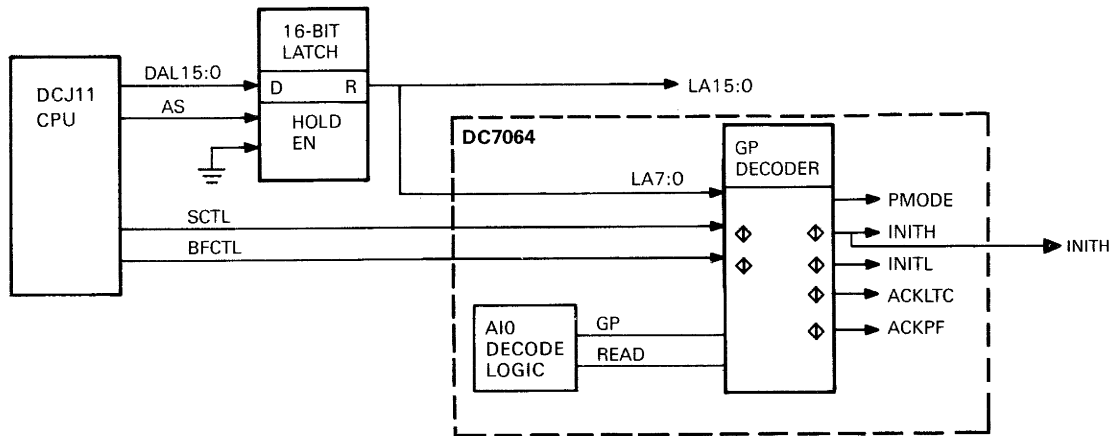 DCJ11
CPU
DAL15:0
AS
16-BIT
LATCH
D R
HOLD
EN
LA15:0
DC7064
GP
DECODER
LA7:0
SCTL
BFCTL
PMODE
INITH
INITH
INITL
ACKLTC
ACKPF
AI0
DECODE
LOGIC
GP
READ